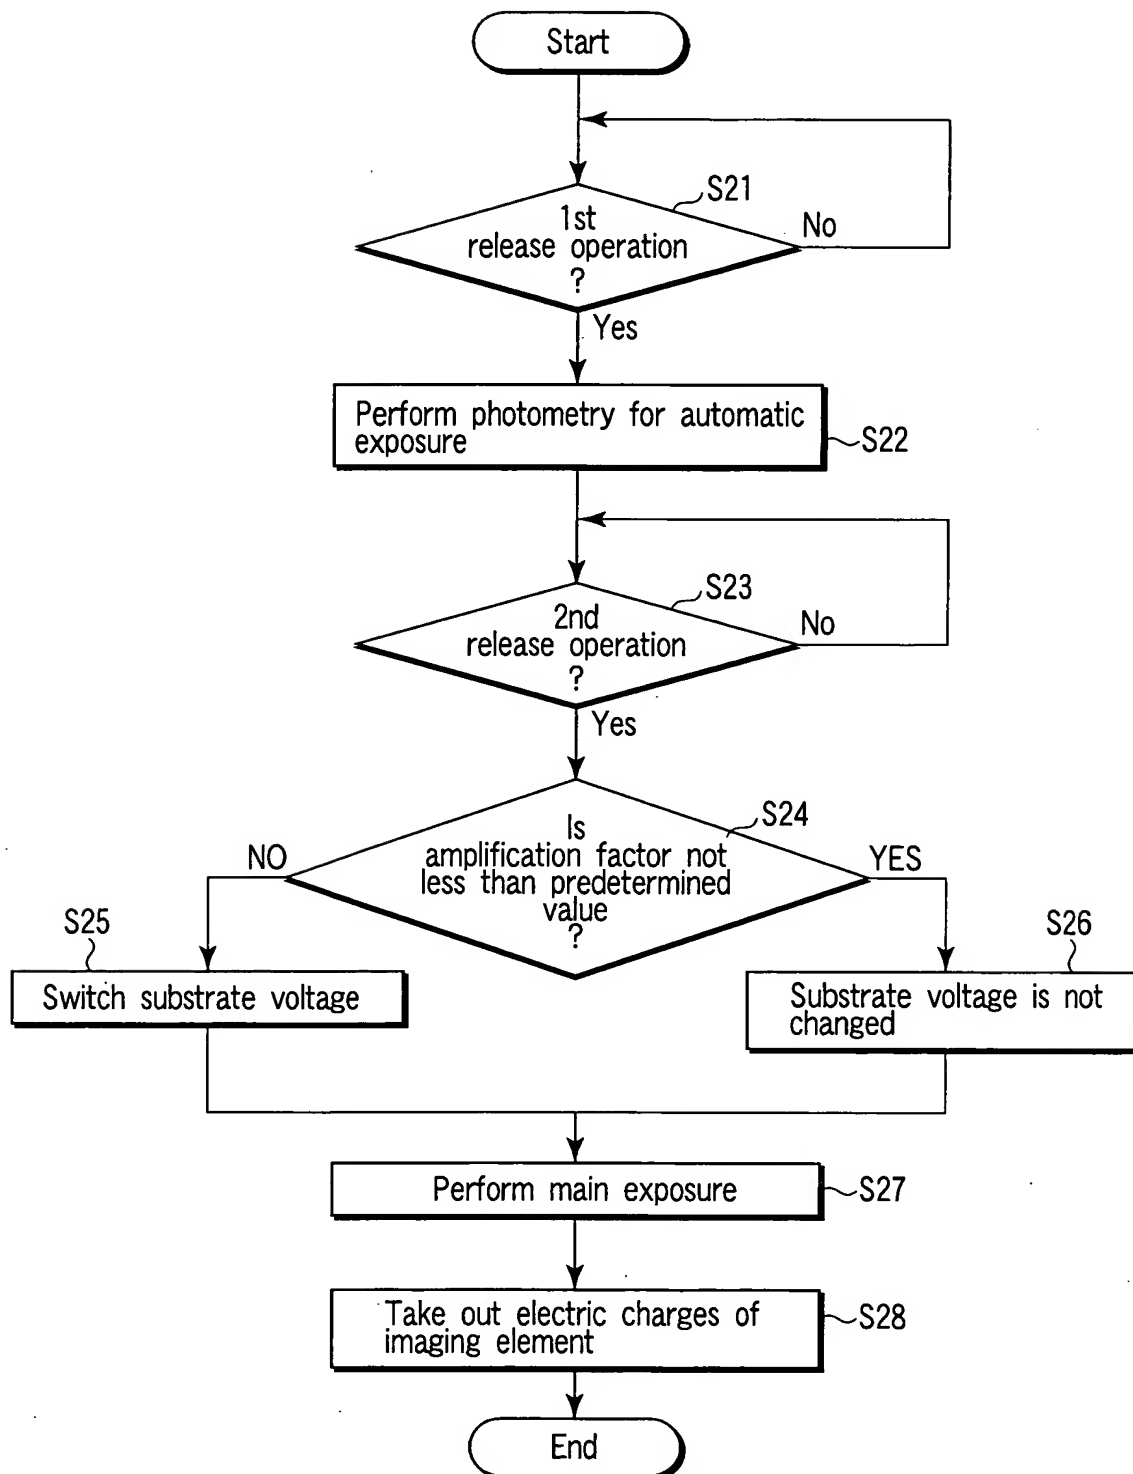 Start
S21
1st
release operation
?
No
Yes
Perform photometry for automatic
exposure
S22
S23
2nd
release operation
?
No
Yes
S24
Is
amplification factor not
less than predetermined
value
?
NO
YES
S25
S26
Switch substrate voltage
Substrate voltage is not
changed
Perform main exposure
S27
Take out electric charges of
imaging element
S28
End